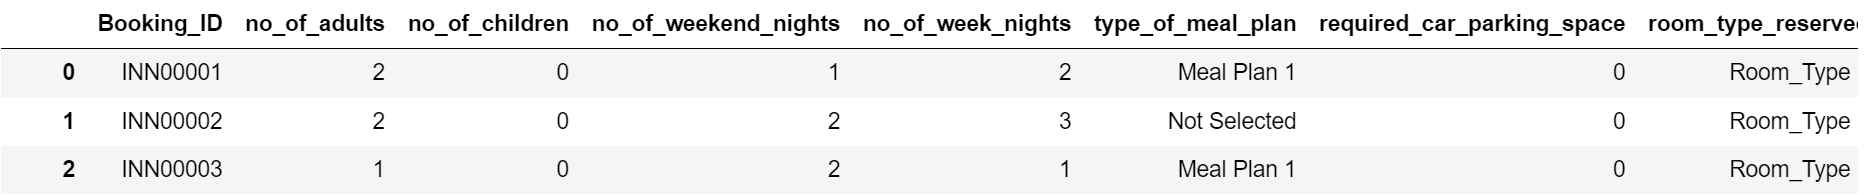 Booking_ID no_of_adults no_of_children no_of_weekend_nights no_of_week_nights type_of_meal_plan required_car_parking_space room_type_reserve
0 INN00001 2 0 1 2 Meal Plan 1 0 Room_Type
1 INN00002 2 0 2 3 Not Selected 0 Room_Type
2 INN00003 1 0 2 1 Meal Plan 1 0 Room_Type